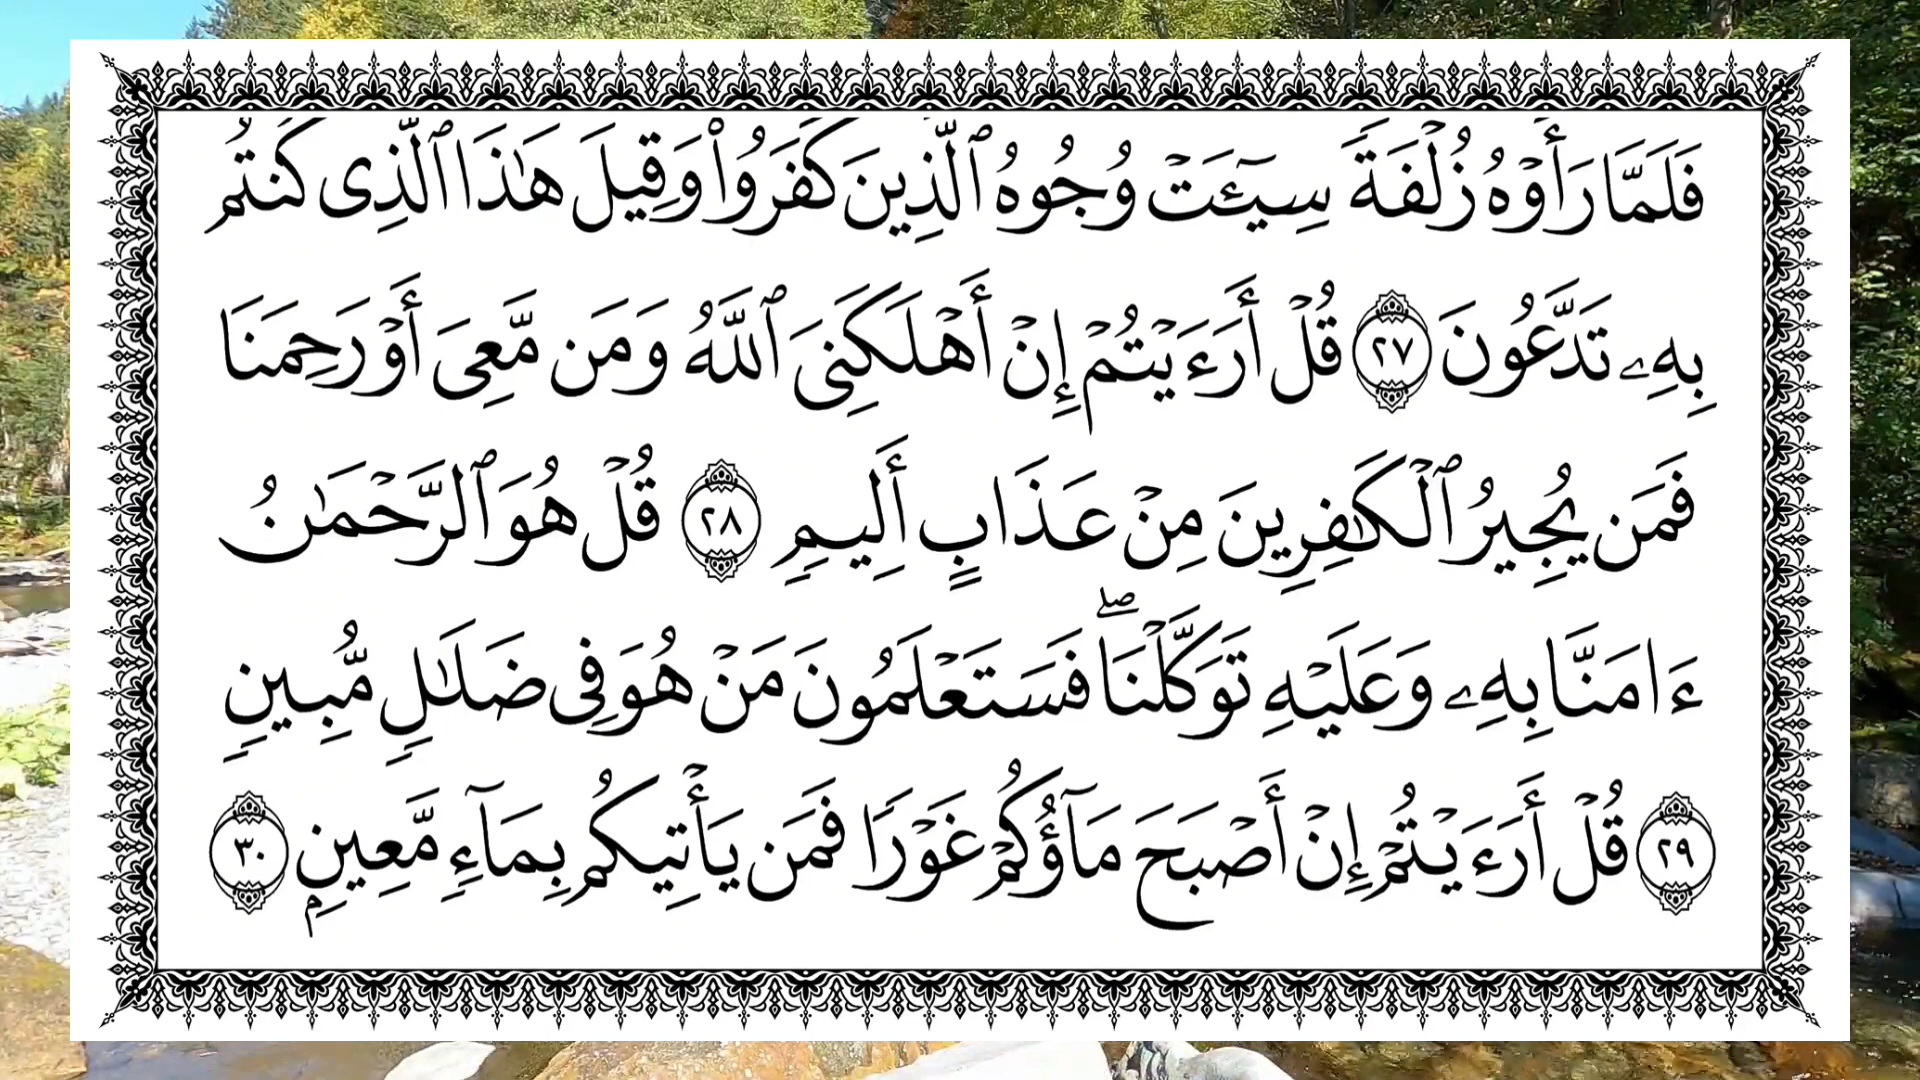 فَلَمَّا رَأَوْهُ زُلْفَةً سِيٓـَٔتْ وُجُوهُ ٱلَّذِينَ كَفَرُوا۟ وَقِيلَ هَٰذَا ٱلَّذِى كُنتُم
بِهِۦ تَدَّعُونَ ٢٧ قُلْ أَرَءَيْتُمْ إِنْ أَهْلَكَنِىَ ٱللَّهُ وَمَن مَّعِىَ أَوْ رَحِمَنَا
فَمَن يُجِيرُ ٱلْكَٰفِرِينَ مِنْ عَذَابٍ أَلِيمٍ ٢٨ قُلْ هُوَ ٱلرَّحْمَٰنُ
ءَامَنَّا بِهِۦ وَعَلَيْهِ تَوَكَّلْنَا ۖ فَسَتَعْلَمُونَ مَنْ هُوَ فِى ضَلَٰلٍ مُّبِينٍ
٢٩ قُلْ أَرَءَيْتُمْ إِنْ أَصْبَحَ مَآؤُكُمْ غَوْرًا فَمَن يَأْتِيكُم بِمَآءٍ مَّعِينٍۭ ٣٠